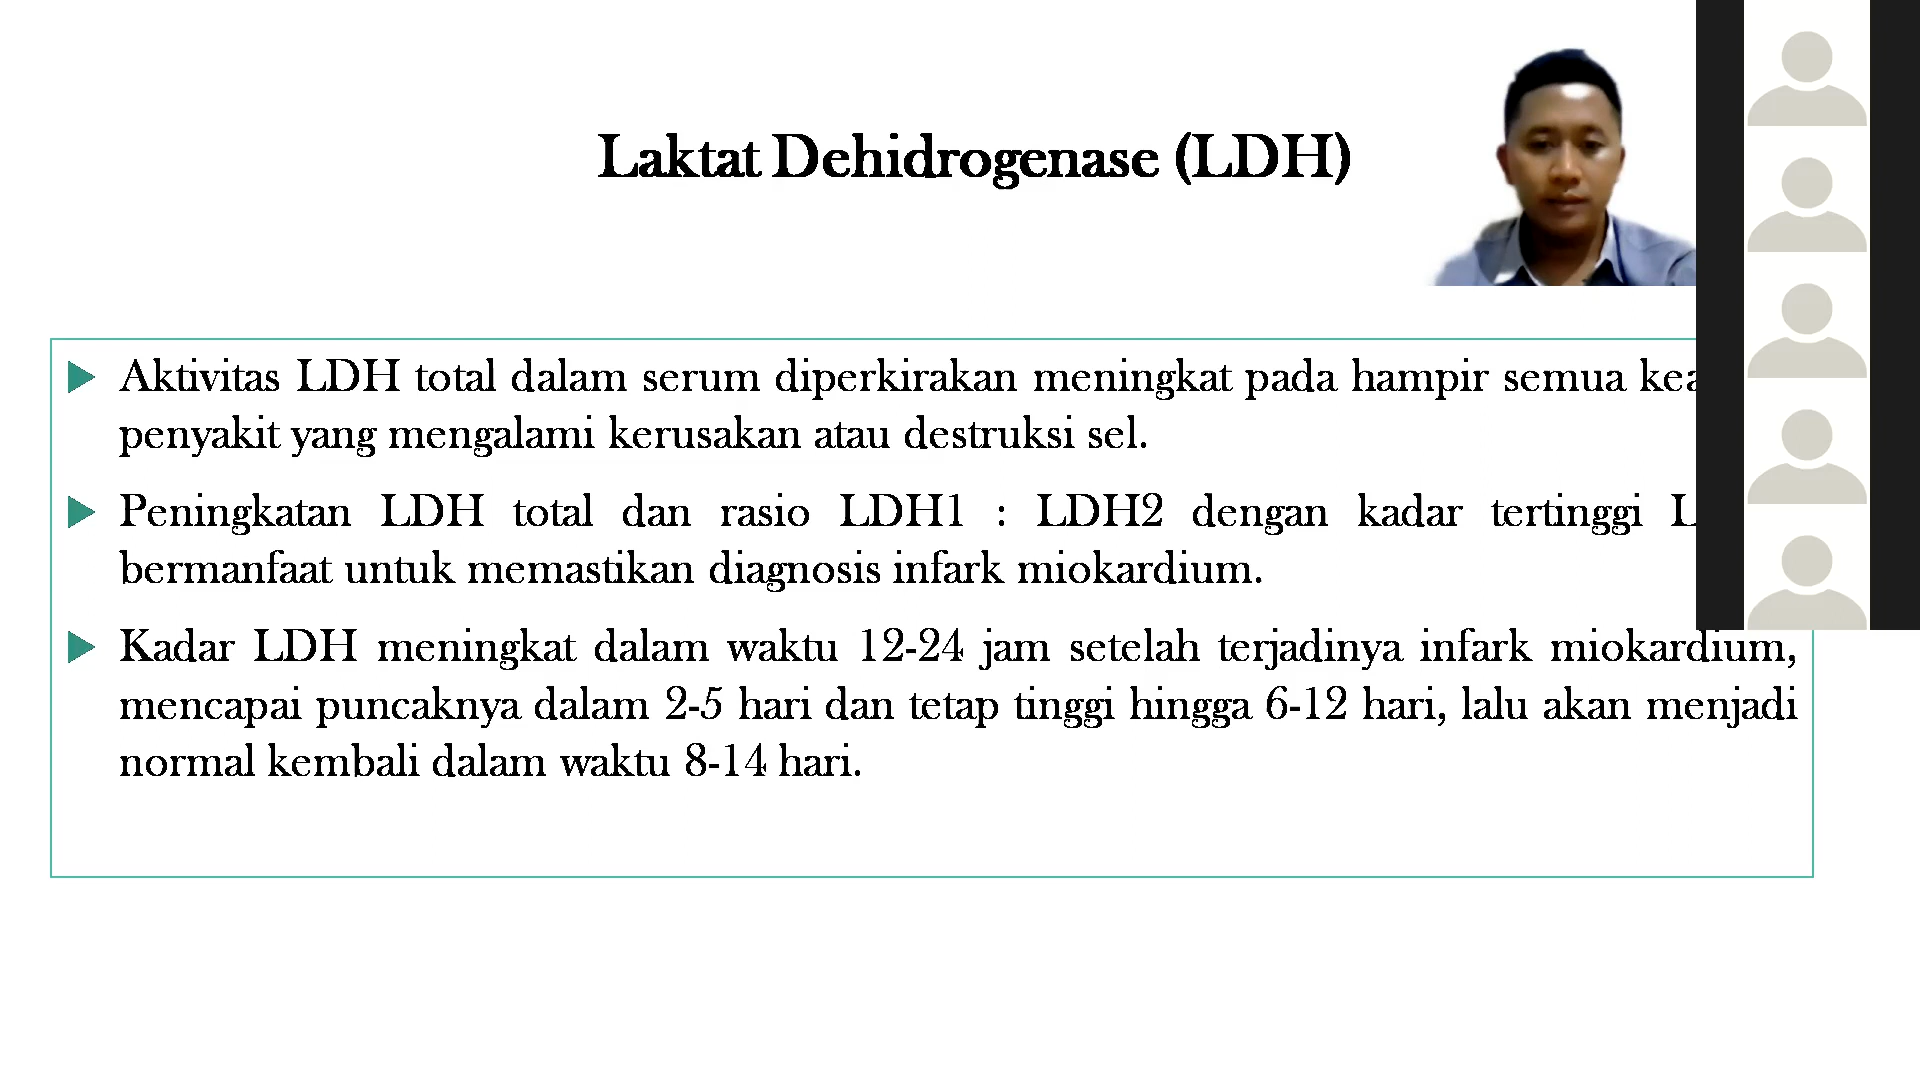 Laktat Dehidrogenase (LDH)
Aktivitas LDH total dalam serum diperkirakan meningkat pada hampir semua
penyakit yang mengalami kerusakan atau destruksi sel.
Peningkatan LDH total dan rasio LDH1 : LDH2 dengan kadar tertinggi
bermanfaat untuk memastikan diagnosis infark miokardium.
Kadar LDH meningkat dalam waktu 12-24 jam setelah terjadinya infark miokardium,
mencapai puncaknya dalam 2-5 hari dan tetap tinggi hingga 6-12 hari, lalu akan menjadi
normal kembali dalam waktu 8-14 hari.